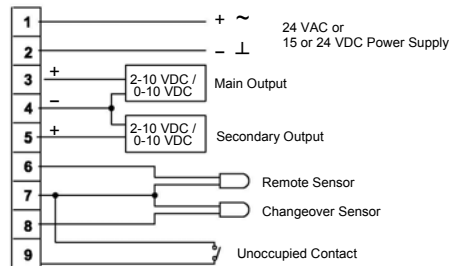 1 + ~ 24 VAC or
2 – ⊥ 15 or 24 VDC Power Supply
3 + 2-10 VDC / 0-10 VDC Main Output
4 –
5 + 2-10 VDC / 0-10 VDC Secondary Output
6 Remote Sensor
7
8 Changeover Sensor
9 Unoccupied Contact